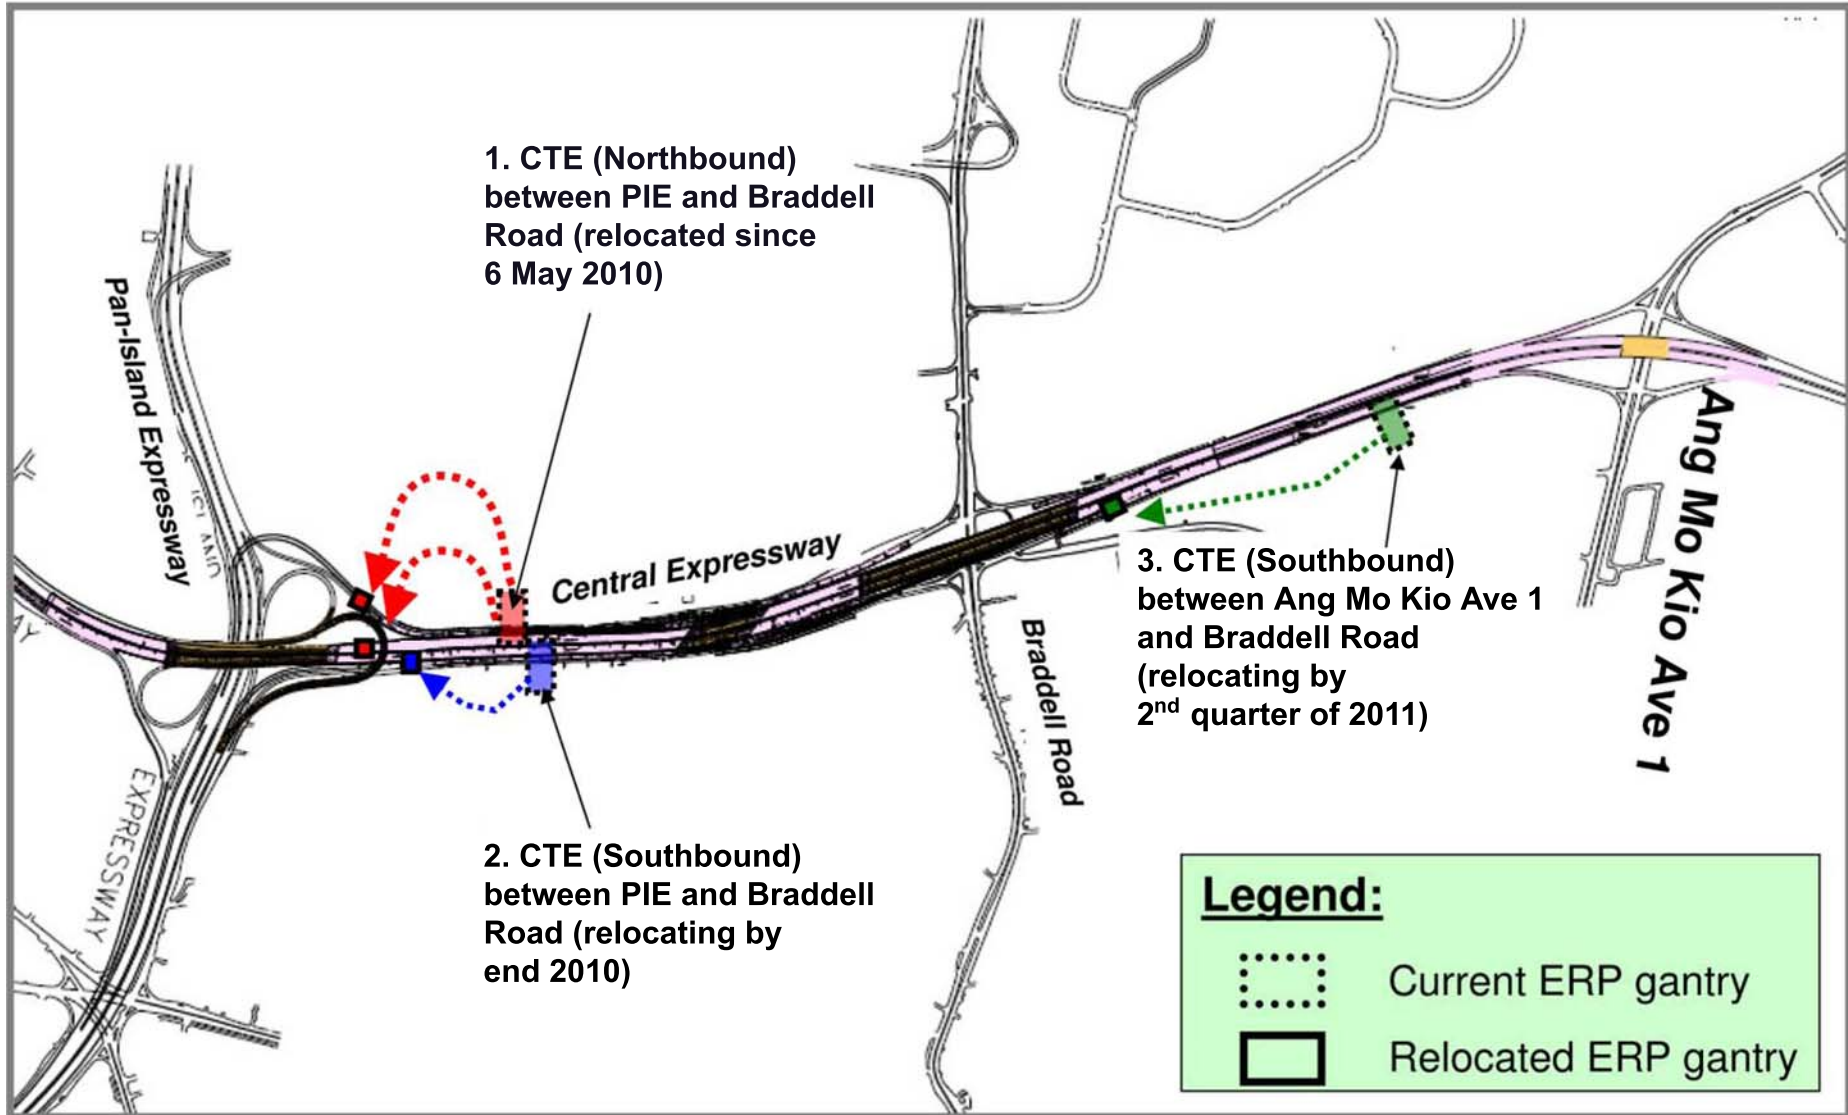 1. CTE (Northbound)
between PIE and Braddell
Road (relocated since
6 May 2010)
Pan-Island Expressway
Central Expressway
3. CTE (Southbound)
between Ang Mo Kio Ave 1
and Braddell Road
(relocating by
2nd quarter of 2011)
Ang Mo Kio Ave 1
Braddell Road
EXPRESSWAY
2. CTE (Southbound)
between PIE and Braddell
Road (relocating by
end 2010)
Legend:
Current ERP gantry
Relocated ERP gantry